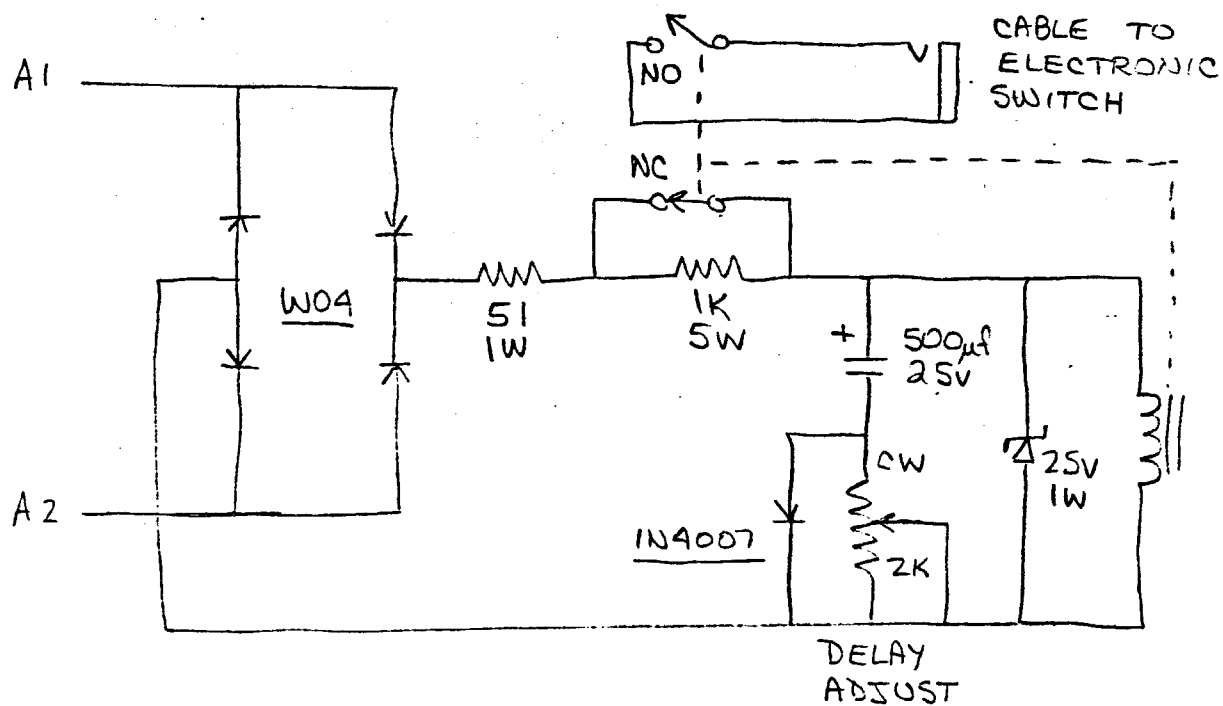 CABLE TO
ELECTRONIC
SWITCH
A1
NO
NC
W04
51
1W
1K
5W
+
500µf
25V
CW
25V
1W
A2
1N4007
2K
DELAY
ADJUST